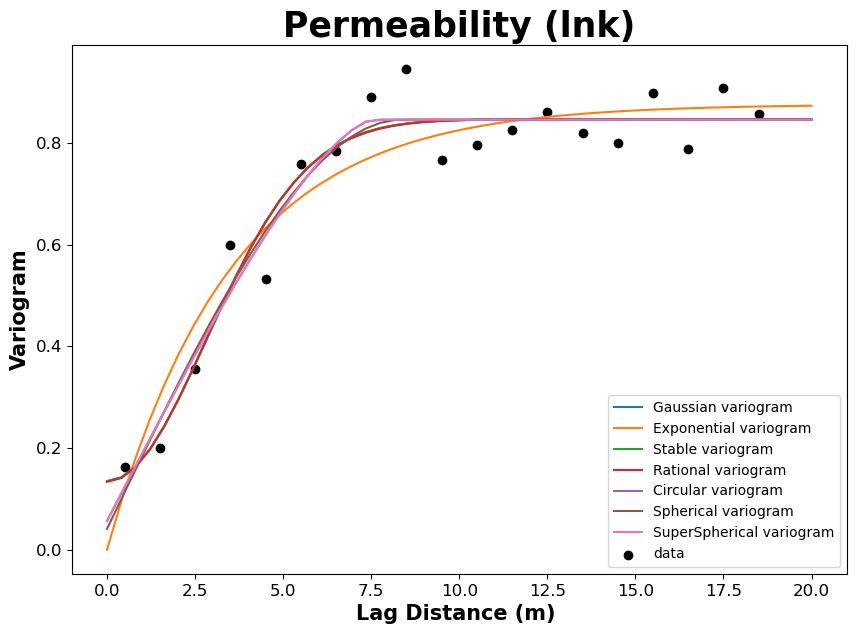 Permeability (lnk)
Variogram
0.8
0.6
0.4
0.2
0.0
Gaussian variogram
Exponential variogram
Stable variogram
Rational variogram
Circular variogram
Spherical variogram
SuperSpherical variogram
data
0.0 2.5 5.0 7.5 10.0 12.5 15.0 17.5 20.0
Lag Distance (m)